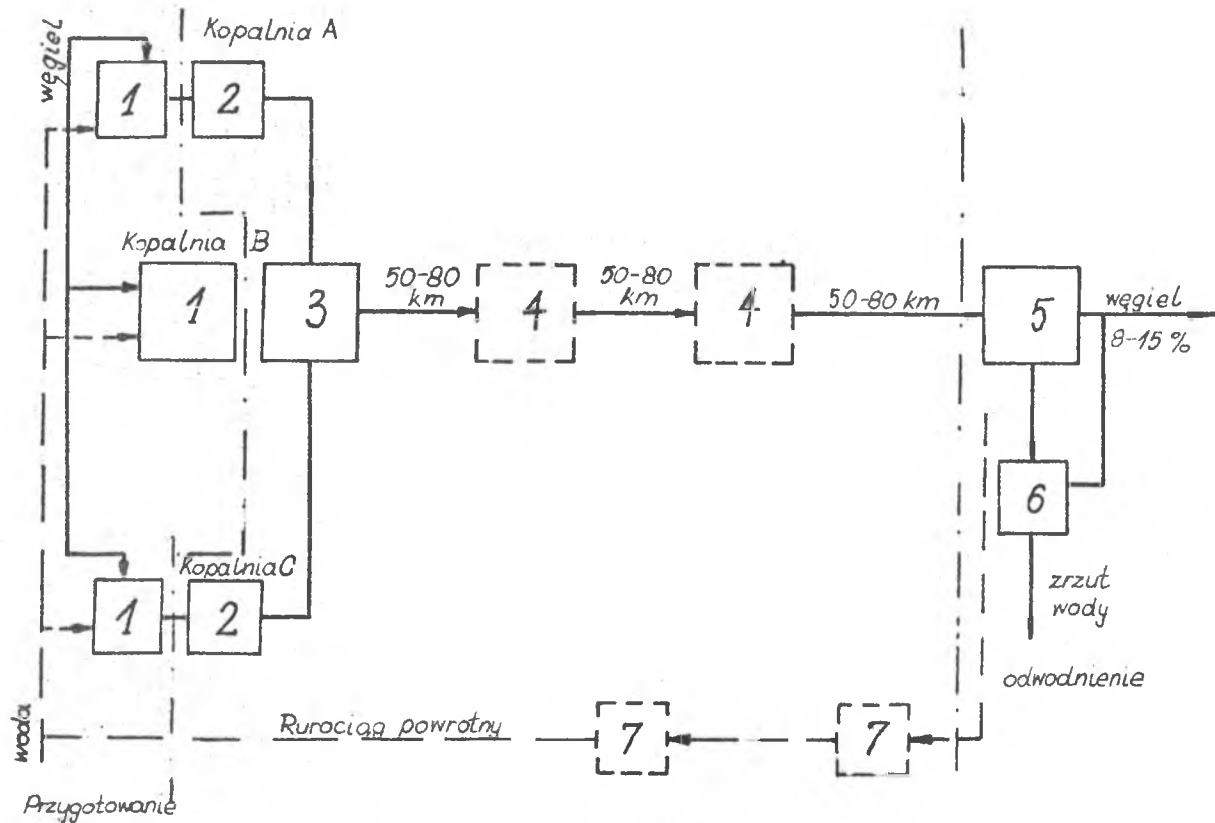 węgiel
Kopalnia A
1
2
Kopalnia B
1
3
50-80
km
4
50-80
km
4
50-80 km
5
węgiel
8-15 %
6
zrzut
wody
odwodnienie
Kopalnia C
1
2
woda
Rurociąg powrotny
7
7
Przygotowanie